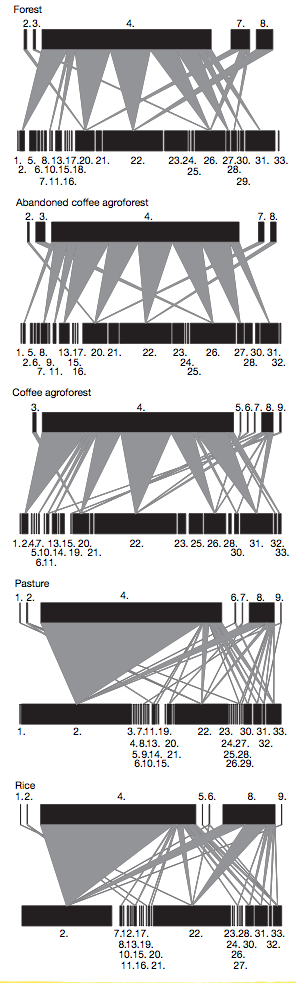 Forest
2. 3. 4. 7. 8.
1. 5. 8. 13. 17. 20. 21. 22. 23. 24. 26. 27. 30. 31. 33.
2. 6. 10. 15. 18. 25. 28.
7. 11. 16. 29.
Abandoned coffee agroforest
2. 3. 4. 7. 8.
1. 5. 8. 13. 17. 20. 21. 22. 23. 26. 27. 30. 31.
2. 6. 9. 15. 24. 28. 32.
7. 11. 16. 25.
Coffee agroforest
3. 4. 5. 6. 7. 8. 9.
1. 2. 4. 7. 13. 15. 20. 22. 23. 25. 26. 28. 31. 32.
5. 10. 14. 19. 21. 30. 33.
6. 11.
Pasture
1. 2. 4. 6. 7. 8. 9.
1. 2. 3. 7. 11. 19. 22. 23. 30. 31. 33.
4. 8. 13. 20. 24. 27. 32.
5. 9. 14. 21. 25. 28.
6. 10. 15. 26. 29.
Rice
1. 2. 4. 5. 6. 8. 9.
2. 7. 12. 17. 22. 23. 28. 31. 33.
8. 13. 19. 24. 30. 32.
10. 15. 20. 26.
11. 16. 21. 27.